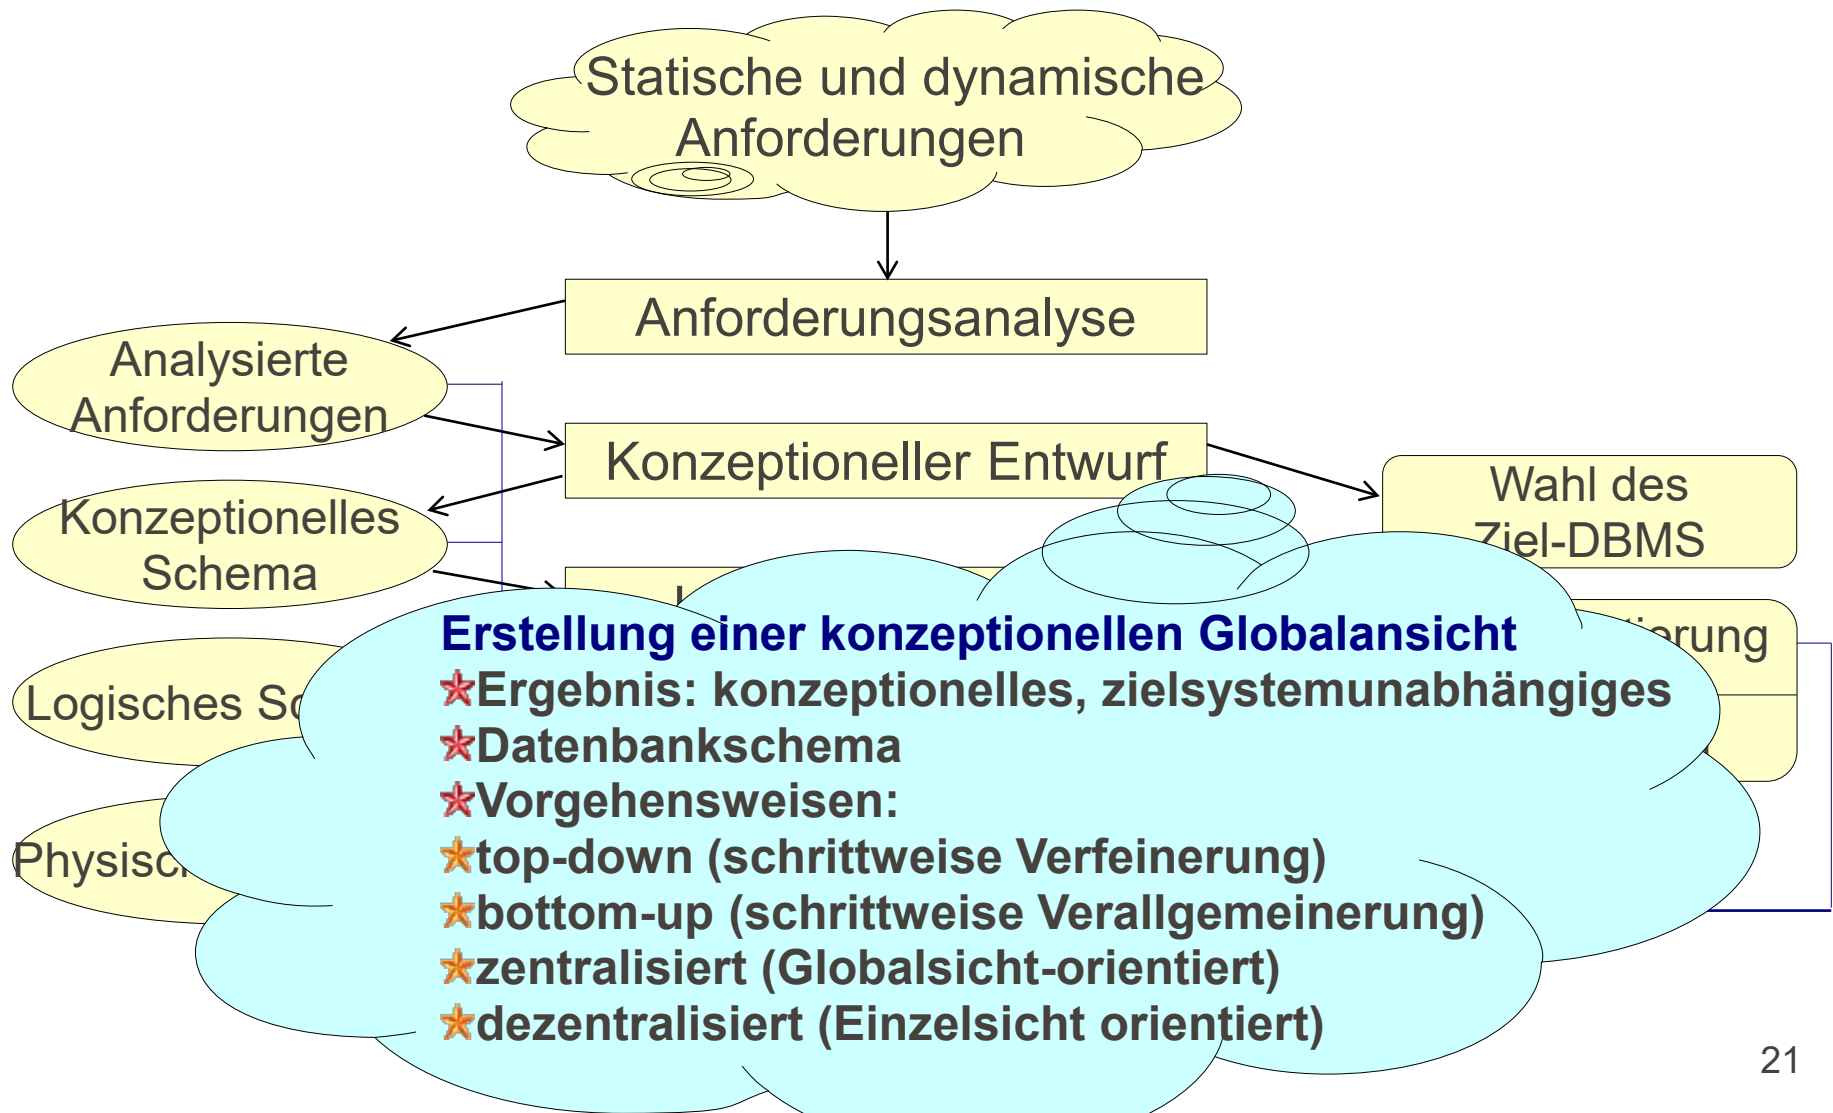 Statische und dynamische
Anforderungen
Anforderungsanalyse
Analysierte
Anforderungen
Konzeptioneller Entwurf
Wahl des
Ziel-DBMS
Konzeptionelles
Schema
Logisches
Erstellung einer konzeptionellen Globalansicht
Ergebnis: konzeptionelles, zielsystemunabhängiges
Datenbankschema
Vorgehensweisen:
top-down (schrittweise Verfeinerung)
bottom-up (schrittweise Verallgemeinerung)
zentralisiert (Globalsicht-orientiert)
dezentralisiert (Einzelsicht orientiert)
21